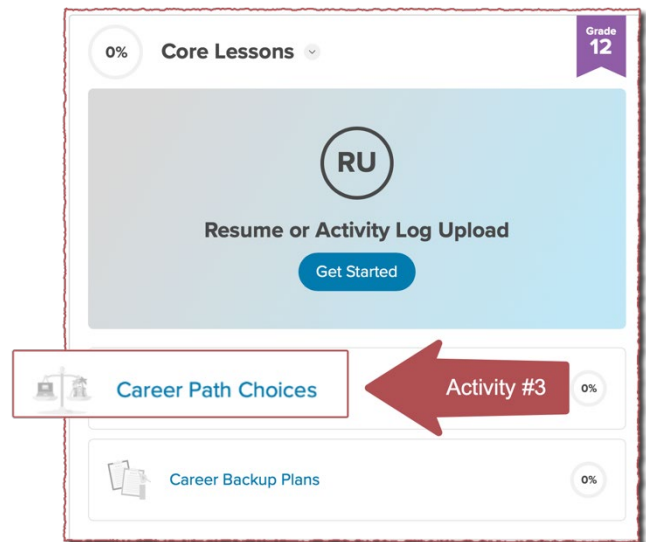 0% Core Lessons
Grade
12
RU
Resume or Activity Log Upload
Get Started
Career Path Choices Activity #3 0%
Career Backup Plans 0%